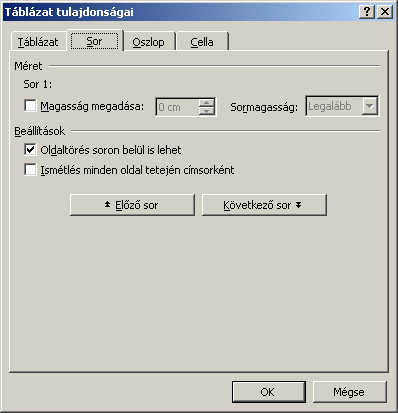 Táblázat tulajdonságai
Táblázat Sor Oszlop Cella
Méret
Sor 1:
Magasság megadása: 0 cm Sormagasság: Legalább
Beállítások
Oldaltörés soron belül is lehet
Ismétlés minden oldal tetején címsorként
Előző sor Következő sor
OK Mégse